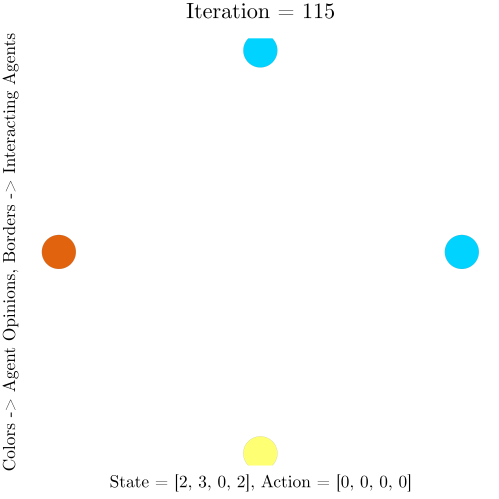 Iteration = 115
Colors -> Agent Opinions, Borders -> Interacting Agents
State = [2, 3, 0, 2], Action = [0, 0, 0, 0]